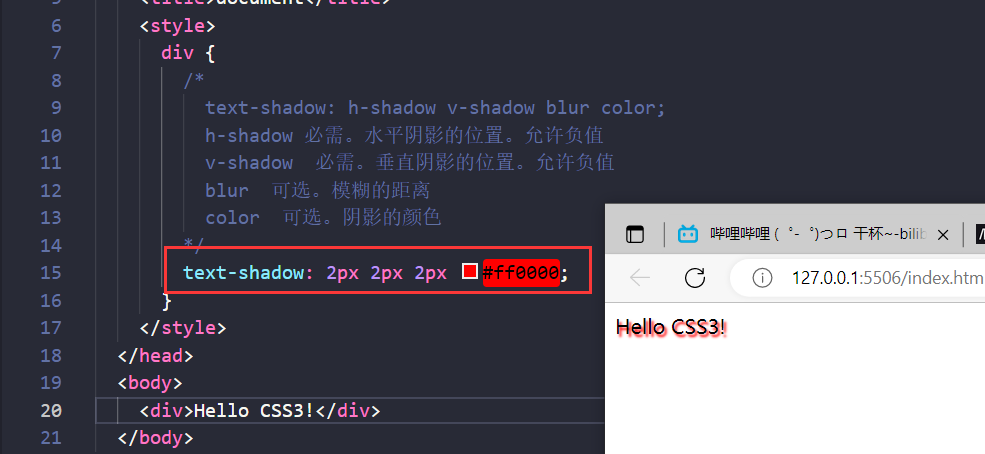 5 <title>document</title>
6 <style>
7 div {
8 /*
9 text-shadow: h-shadow v-shadow blur color;
10 h-shadow 必需。水平阴影的位置。允许负值
11 v-shadow  必需。垂直阴影的位置。允许负值
12 blur  可选。模糊的距离
13 color  可选。阴影的颜色
14 */
15 text-shadow: 2px 2px 2px #ff0000;
16 }
17 </style>
18 </head>
19 <body>
20 <div>Hello CSS3!</div>
21 </body>
哔哩哔哩 (゜-゜)つロ 干杯~-bilib
127.0.0.1:5506/index.htm
Hello CSS3!